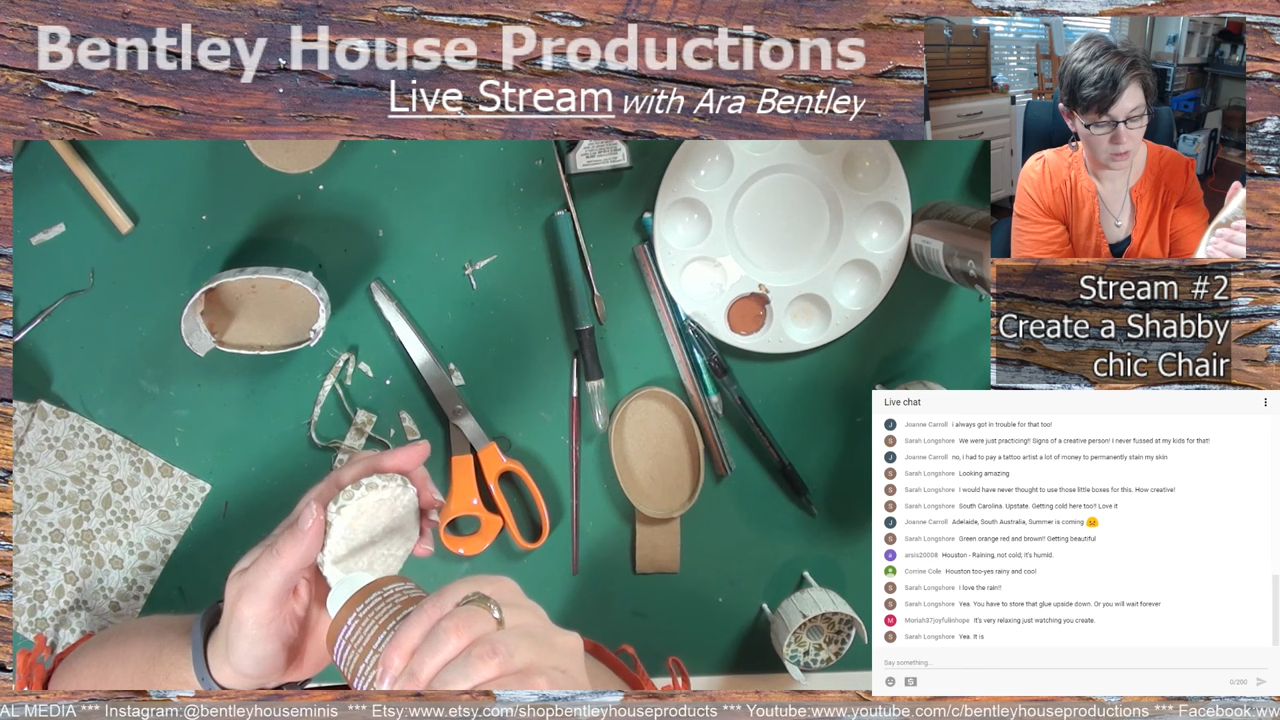 Bentley House Productions
Live Stream with Ara Bentley
Stream #2
Create a Shabby
chic Chair
Live chat
J Joanne Carroll i always got in trouble for that too!
S Sarah Longshore We were just practicing!! Signs of a creative person! I never fussed at my kids for that!
J Joanne Carroll no, i had to pay a tattoo artist a lot of money to permanently stain my skin
S Sarah Longshore Looking amazing
S Sarah Longshore I would have never thought to use those little boxes for this. How creative!
S Sarah Longshore South Carolina. Upstate. Getting cold here too!! Love it
J Joanne Carroll Adelaide, South Australia, Summer is coming
S Sarah Longshore Green orange red and brown!! Getting beautiful
a arsis20008 Houston - Raining, not cold; it's humid.
Corrine Colle Houston too-yes rainy and cool
S Sarah Longshore I love the rain!!
S Sarah Longshore Yea. You have to store that glue upside down. Or you will wait forever
M Moriah37joyfulinhope It's very relaxing just watching you create.
S Sarah Longshore Yea. It is
Say something...
0/200
AL MEDIA *** Instagram:@bentleyhouseminis *** Etsy:www.etsy.com/shopbentleyhouseproducts *** Youtube:www.youtube.com/c/bentleyhouseproductions *** Facebook:ww